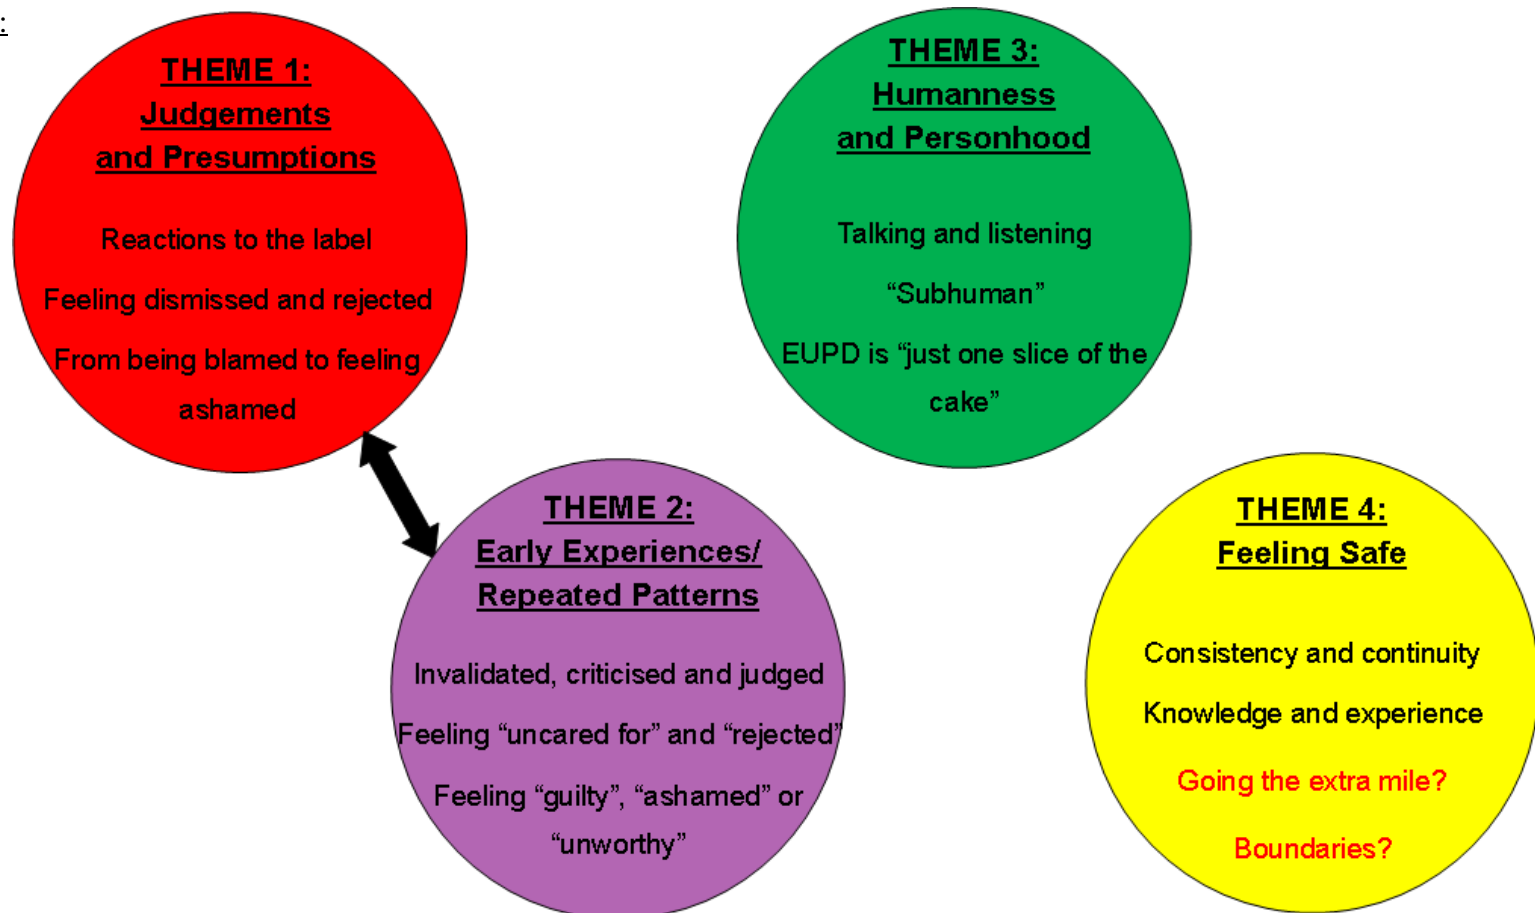 :
THEME 1:
Judgements
and Presumptions
Reactions to the label
Feeling dismissed and rejected
From being blamed to feeling
ashamed
THEME 2:
Early Experiences/
Repeated Patterns
Invalidated, criticised and judged
Feeling “uncared for” and “rejected”
Feeling “guilty”, “ashamed” or
“unworthy”
THEME 3:
Humanness
and Personhood
Talking and listening
“Subhuman”
EUPD is “just one slice of the
cake”
THEME 4:
Feeling Safe
Consistency and continuity
Knowledge and experience
Going the extra mile?
Boundaries?